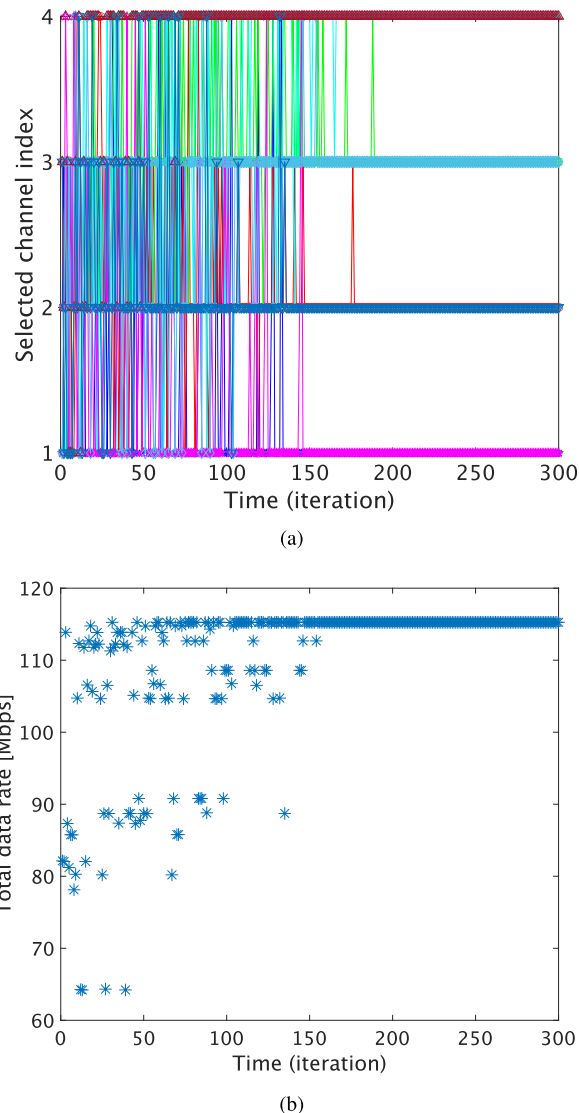 4
3
2
1
Selected channel index
0 50 100 150 200 250 300
Time (iteration)
(a)
120
110
100
90
80
70
60
Total data rate [Mbps]
0 50 100 150 200 250 300
Time (iteration)
(b)